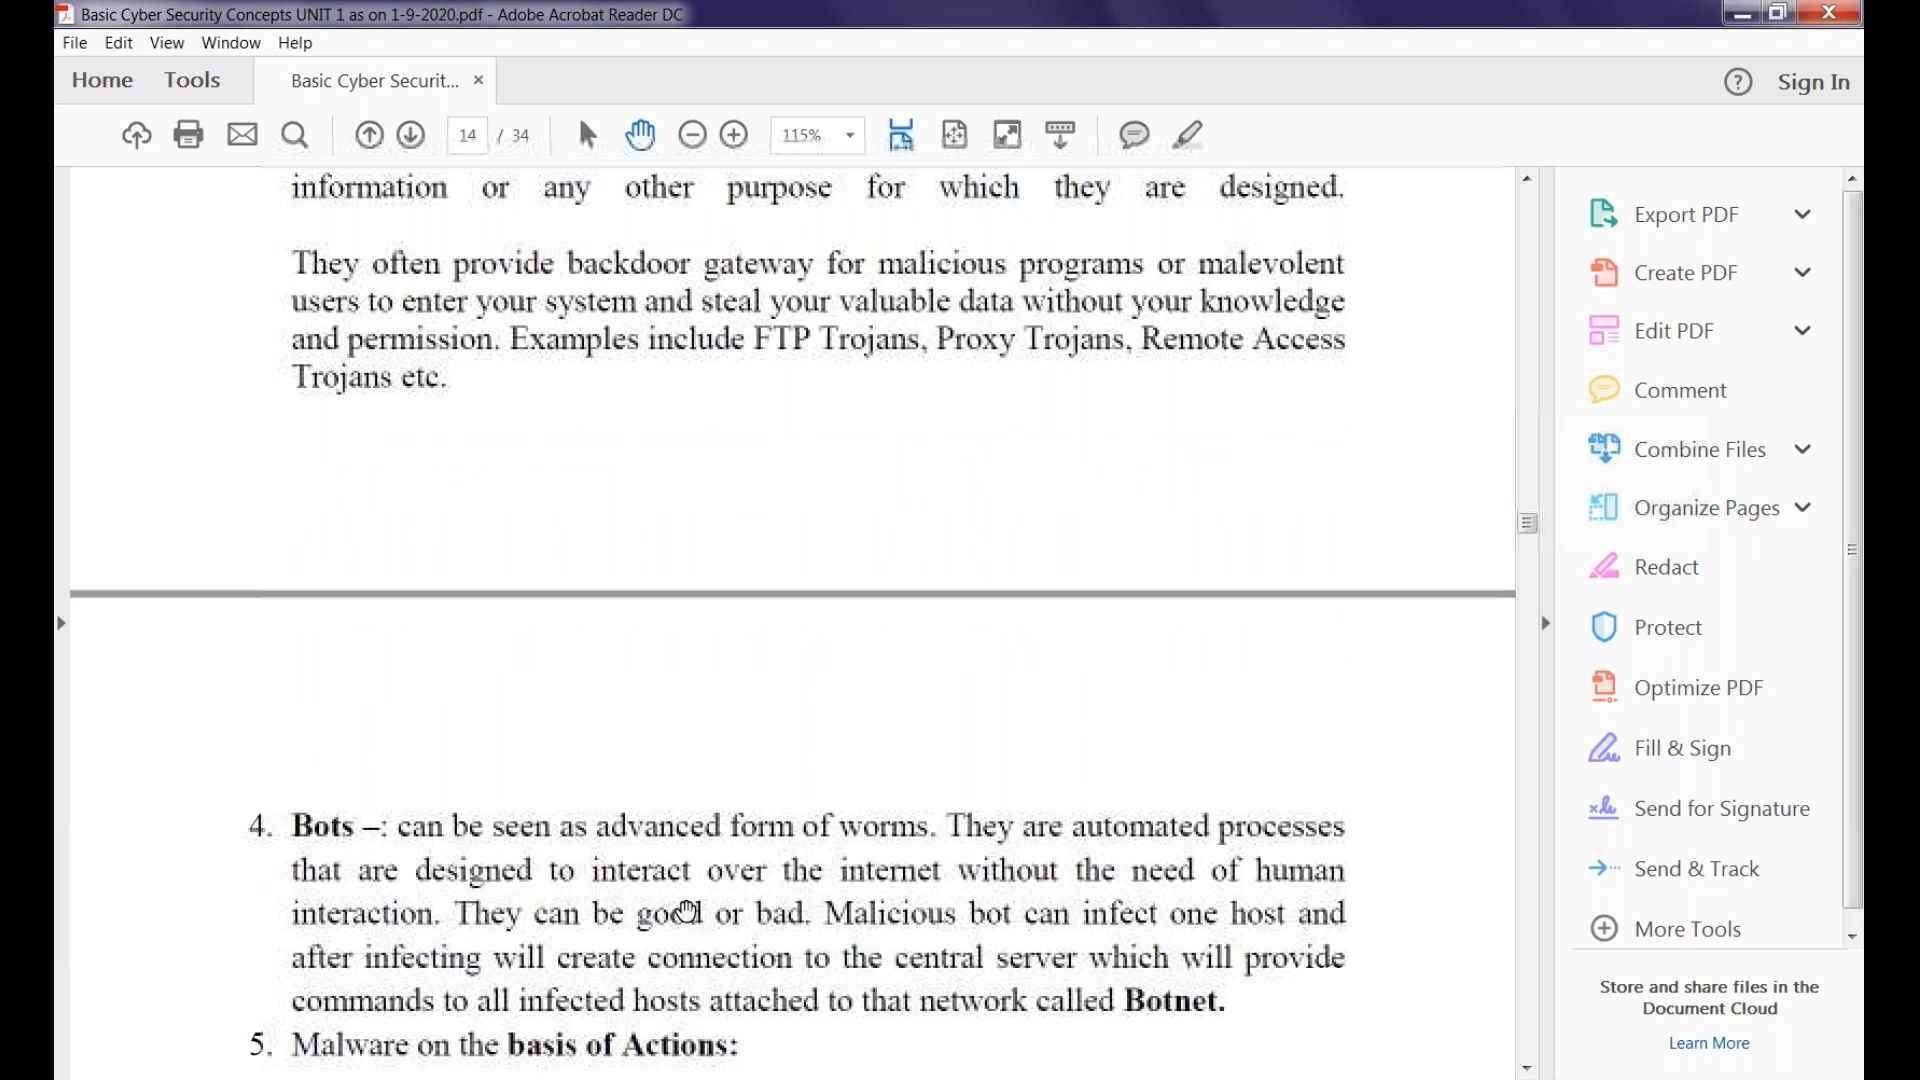 Basic Cyber Security Concepts UNIT 1 as on 1-9-2020.pdf - Adobe Acrobat Reader DC
File Edit View Window Help
Home Tools Basic Cyber Securit... × ? Sign In
14 / 34 115%
information or any other purpose for which they are designed.
They often provide backdoor gateway for malicious programs or malevolent
users to enter your system and steal your valuable data without your knowledge
and permission. Examples include FTP Trojans, Proxy Trojans, Remote Access
Trojans etc.
4. Bots –: can be seen as advanced form of worms. They are automated processes
that are designed to interact over the internet without the need of human
interaction. They can be good or bad. Malicious bot can infect one host and
after infecting will create connection to the central server which will provide
commands to all infected hosts attached to that network called Botnet.
5. Malware on the basis of Actions:
Export PDF
Create PDF
Edit PDF
Comment
Combine Files
Organize Pages
Redact
Protect
Optimize PDF
Fill & Sign
Send for Signature
Send & Track
More Tools
Store and share files in the
Document Cloud
Learn More